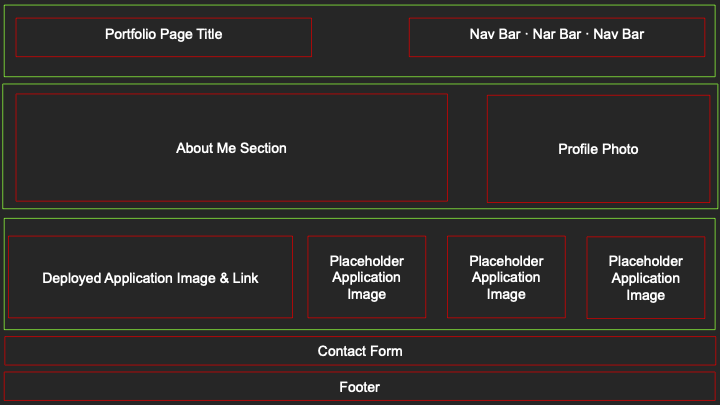 Portfolio Page Title
Nav Bar · Nar Bar · Nav Bar
About Me Section
Profile Photo
Deployed Application Image & Link
Placeholder
Application
Image
Placeholder
Application
Image
Placeholder
Application
Image
Contact Form
Footer